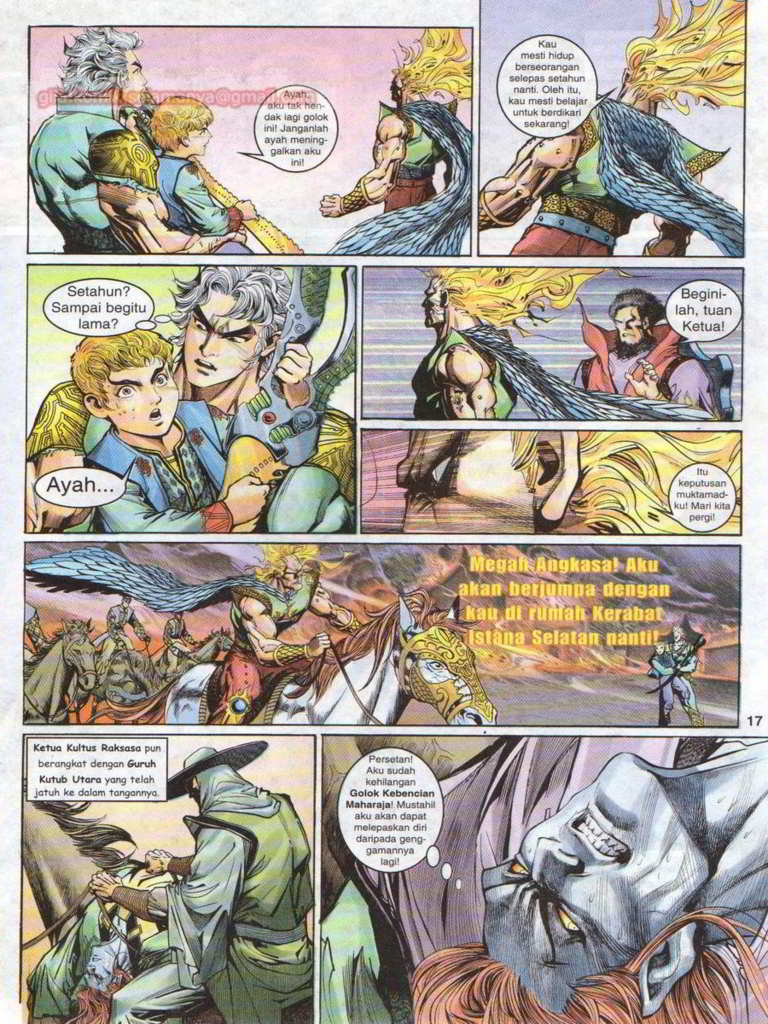 Ayah,
aku tak hen-
dak lagi golok
ini! Janganlah
ayah mening-
galkan aku
ini!
Kau
mesti hidup
berseorangan
selepas setahun
nanti. Oleh itu,
kau mesti belajar
untuk berdikari
sekarang!
Setahun?
Sampai begitu
lama?
Ayah...
Begini-
lah, tuan
Ketua!
Itu
keputusan
muktamad-
ku! Mari kita
pergi!
Megah Angkasa! Aku
akan berjumpa dengan
kau di rumah Kerabat
Istana Selatan nanti!
17
Ketua Kultus Raksasa pun
berangkat dengan Guruh
Kutub Utara yang telah
jatuh ke dalam tangannya.
Persetan!
Aku sudah
kehilangan
Golok Kebencian
Maharaja! Mustahil
aku akan dapat
melepaskan diri
daripada geng-
gamannya
lagi!